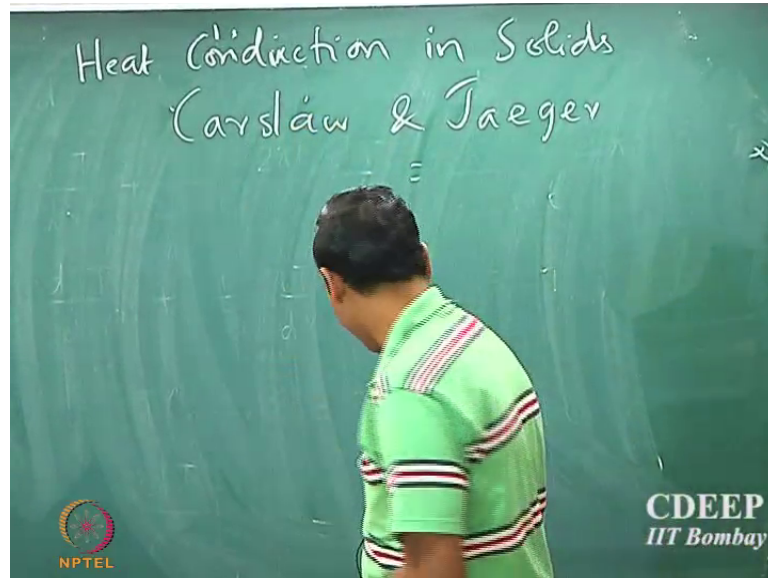 Heat Conduction in Solids
Carslaw & Jaeger
=
CDEEP
IIT Bombay
NPTEL